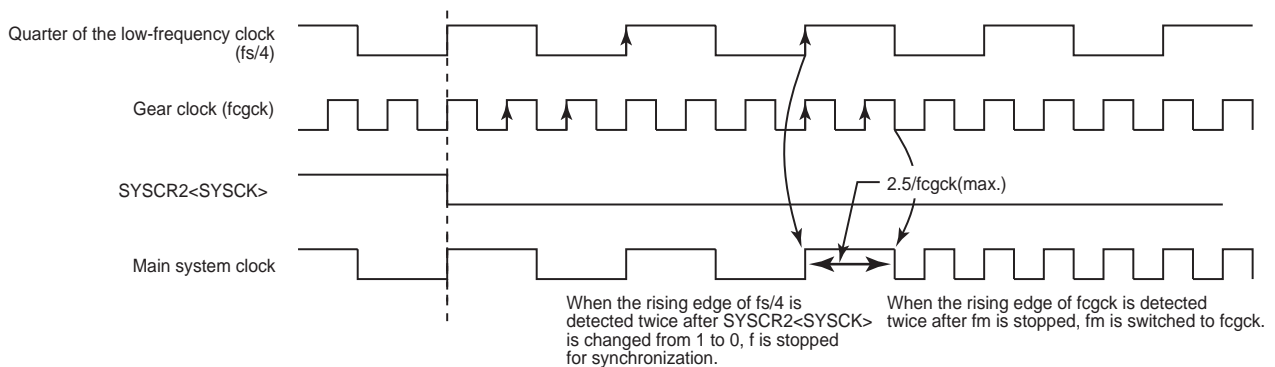 Quarter of the low-frequency clock
(fs/4)
Gear clock (fcgck)
SYSCR2<SYSCK>
2.5/fcgck(max.)
Main system clock
When the rising edge of fs/4 is
detected twice after SYSCR2<SYSCK>
is changed from 1 to 0, f is stopped
for synchronization.
When the rising edge of fcgck is detected
twice after fm is stopped, fm is switched to fcgck.